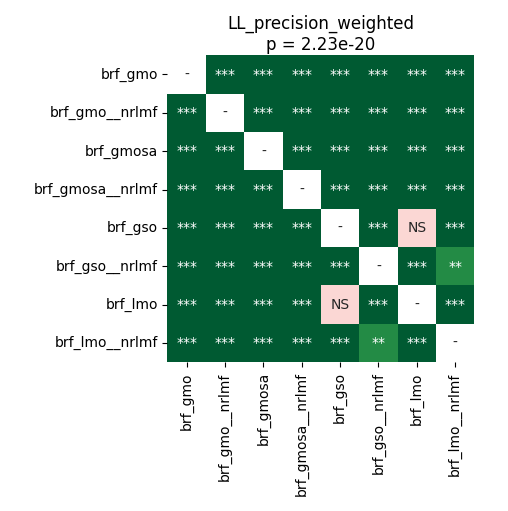 LL_precision_weighted
p = 2.23e-20
brf_gmo - *** *** *** *** *** *** ***
brf_gmo__nrlmf *** - *** *** *** *** *** ***
brf_gmosa *** *** - *** *** *** *** ***
brf_gmosa__nrlmf *** *** *** - *** *** *** ***
brf_gso *** *** *** *** - *** NS ***
brf_gso__nrlmf *** *** *** *** *** - *** **
brf_lmo *** *** *** *** NS *** - ***
brf_lmo__nrlmf *** *** *** *** *** ** *** -
brf_gmo
brf_gmo__nrlmf
brf_gmosa
brf_gmosa__nrlmf
brf_gso
brf_gso__nrlmf
brf_lmo
brf_lmo__nrlmf